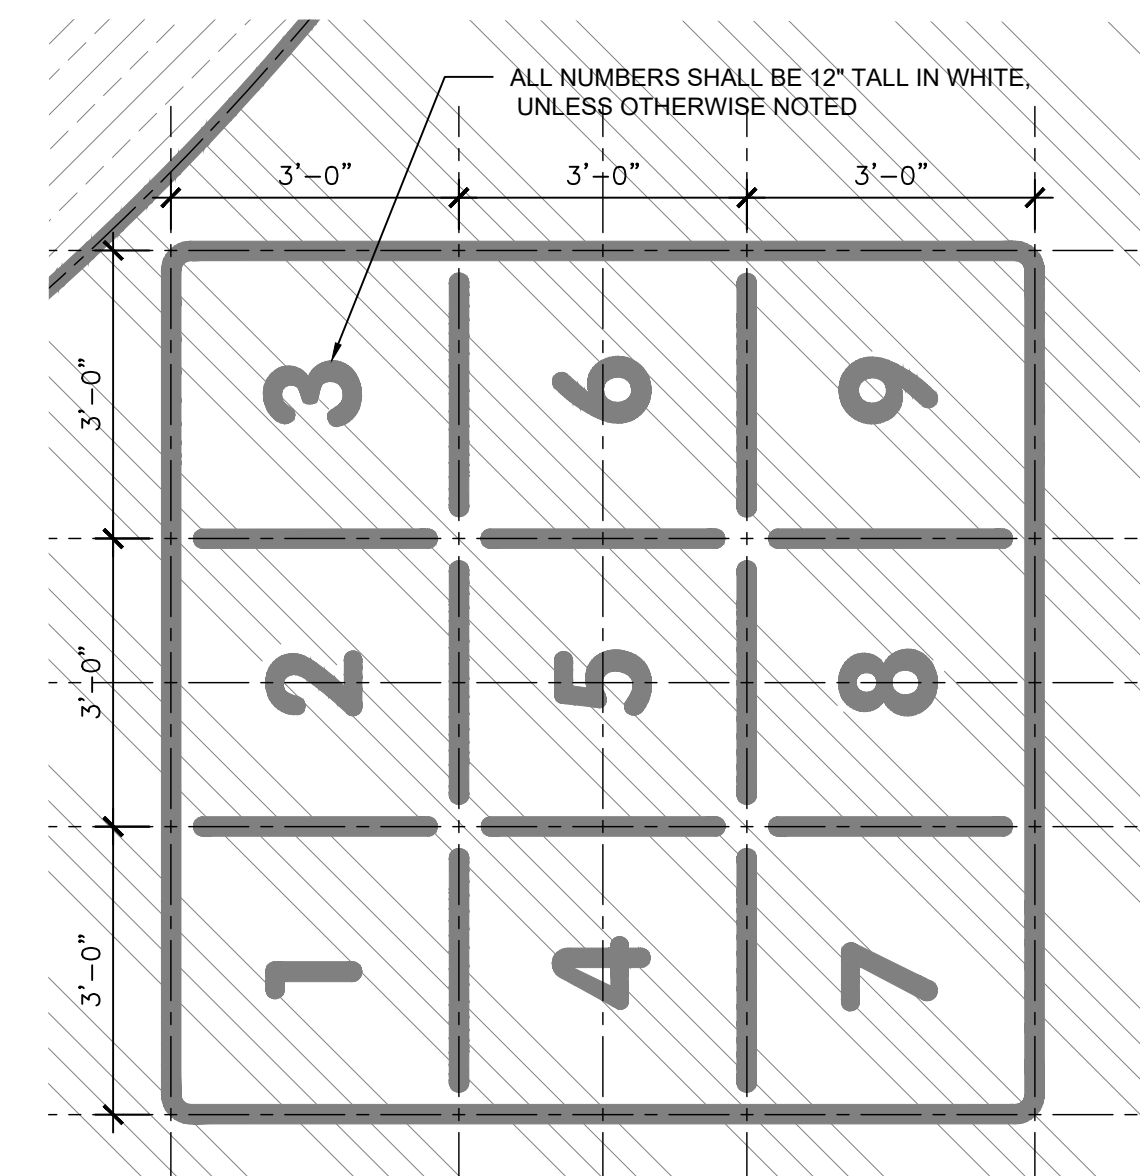 ALL NUMBERS SHALL BE 12" TALL IN WHITE,
UNLESS OTHERWISE NOTED
3'-0" 3'-0" 3'-0"
3'-0"
3 6 9
3'-0"
2 5 8
3'-0"
1 4 7